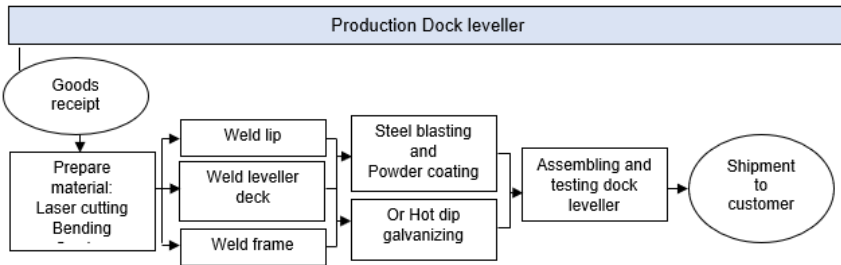 Production Dock leveller
Goods
receipt
Prepare
material:
Laser cutting
Bending
Weld lip
Weld leveller
deck
Weld frame
Steel blasting
and
Powder coating
Or Hot dip
galvanizing
Assembling and
testing dock
leveller
Shipment
to
customer